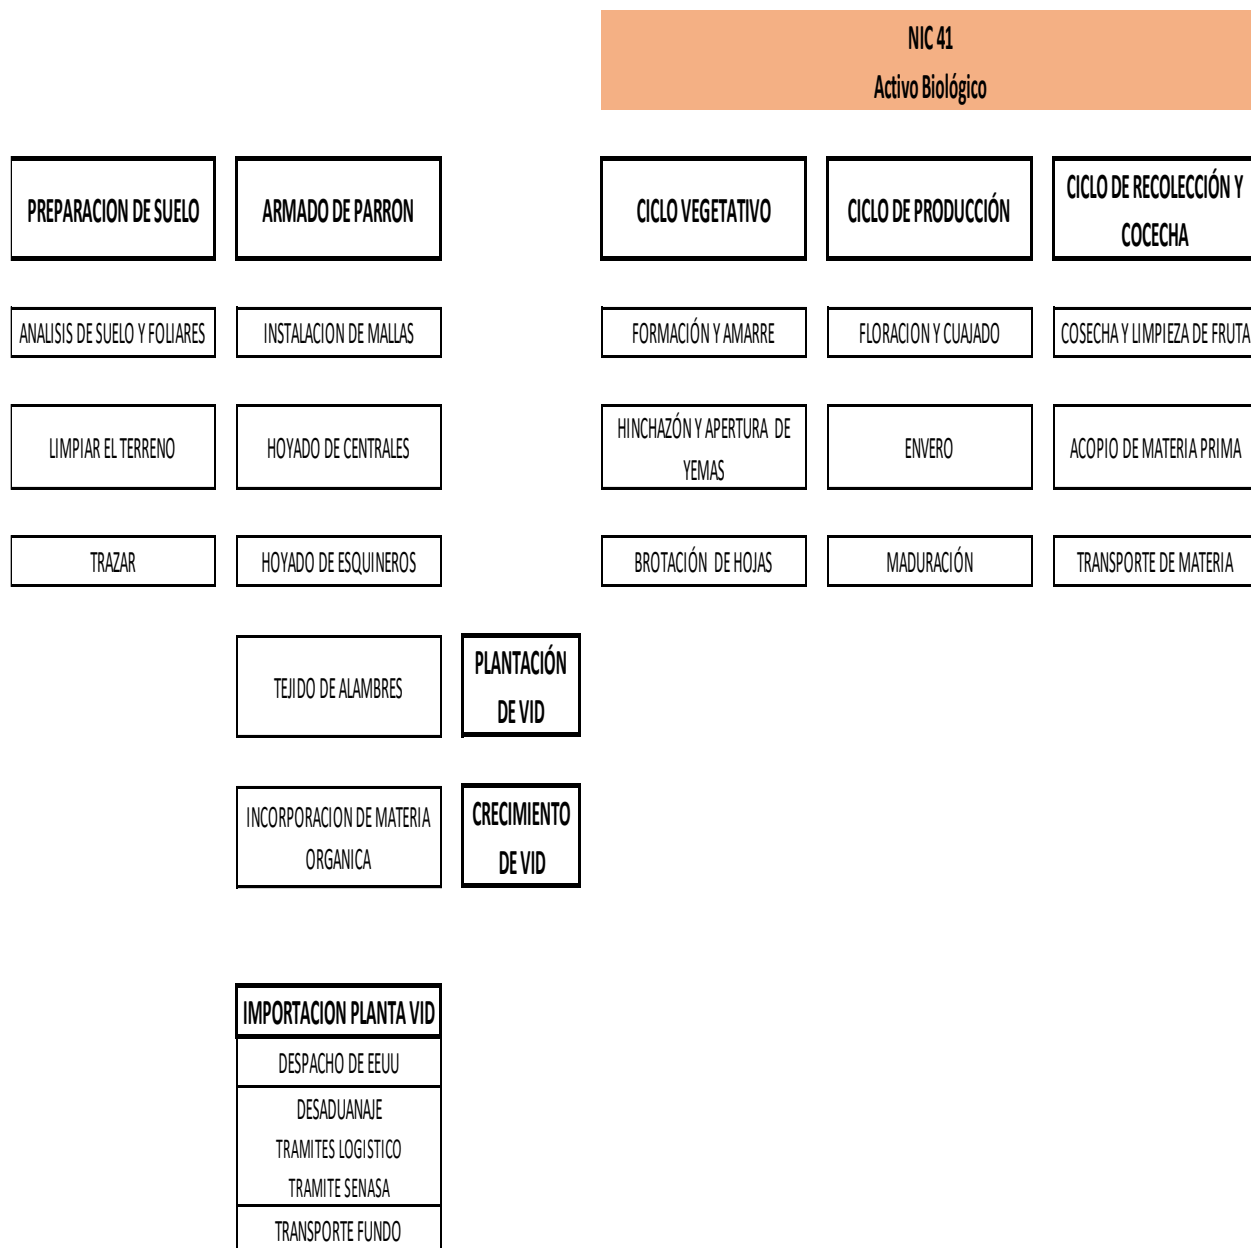 NIC 41
Activo Biológico
PREPARACION DE SUELO
ARMADO DE PARRON
CICLO VEGETATIVO
CICLO DE PRODUCCIÓN
CICLO DE RECOLECCIÓN Y
COCECHA
ANALISIS DE SUELO Y FOLIARES
INSTALACION DE MALLAS
FORMACIÓN Y AMARRE
FLORACION Y CUAJADO
COSECHA Y LIMPIEZA DE FRUTA
LIMPIAR EL TERRENO
HOYADO DE CENTRALES
HINCHAZÓN Y APERTURA DE
YEMAS
ENVERO
ACOPIO DE MATERIA PRIMA
TRAZAR
HOYADO DE ESQUINEROS
BROTACIÓN DE HOJAS
MADURACIÓN
TRANSPORTE DE MATERIA
TEJIDO DE ALAMBRES
PLANTACIÓN
DE VID
INCORPORACION DE MATERIA
ORGANICA
CRECIMIENTO
DE VID
IMPORTACION PLANTA VID
DESPACHO DE EEUU
DESADUANAJE
TRAMITES LOGISTICO
TRAMITE SENASA
TRANSPORTE FUNDO